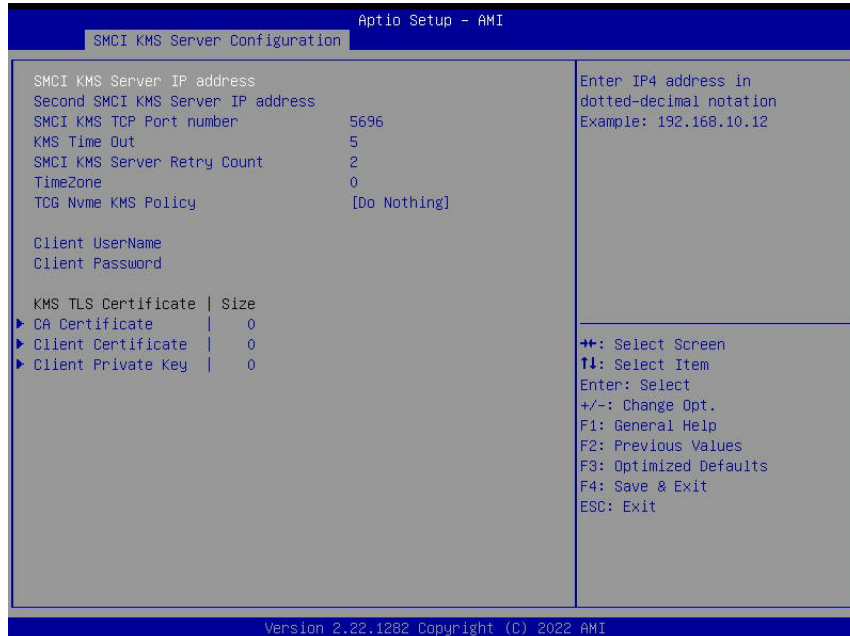 Aptio Setup – AMI
SMCI KMS Server Configuration
SMCI KMS Server IP address
Second SMCI KMS Server IP address
SMCI KMS TCP Port number 5696
KMS Time Out 5
SMCI KMS Server Retry Count 2
TimeZone 0
TCG Nvme KMS Policy [Do Nothing]
Client UserName
Client Password
KMS TLS Certificate | Size
▶ CA Certificate | 0
▶ Client Certificate | 0
▶ Client Private Key | 0
Enter IP4 address in
dotted-decimal notation
Example: 192.168.10.12
→←: Select Screen
↑↓: Select Item
Enter: Select
+/-: Change Opt.
F1: General Help
F2: Previous Values
F3: Optimized Defaults
F4: Save & Exit
ESC: Exit
Version 2.22.1282 Copyright (C) 2022 AMI